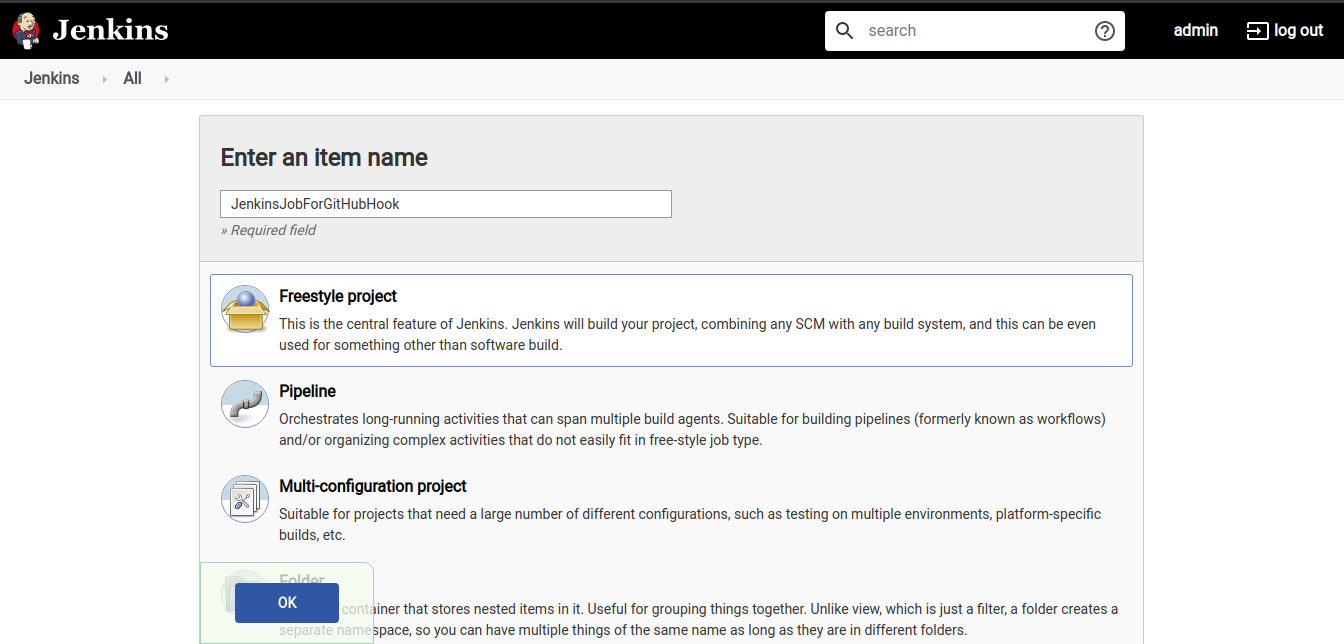 Jenkins
search
admin
log out
Jenkins
All
Enter an item name
JenkinsJobForGitHubHook
» Required field
Freestyle project
This is the central feature of Jenkins. Jenkins will build your project, combining any SCM with any build system, and this can be even
used for something other than software build.
Pipeline
Orchestrates long-running activities that can span multiple build agents. Suitable for building pipelines (formerly known as workflows)
and/or organizing complex activities that do not easily fit in free-style job type.
Multi-configuration project
Suitable for projects that need a large number of different configurations, such as testing on multiple environments, platform-specific
builds, etc.
Folder
OK
container that stores nested items in it. Useful for grouping things together. Unlike view, which is just a filter, a folder creates a
separate namespace, so you can have multiple things of the same name as long as they are in different folders.